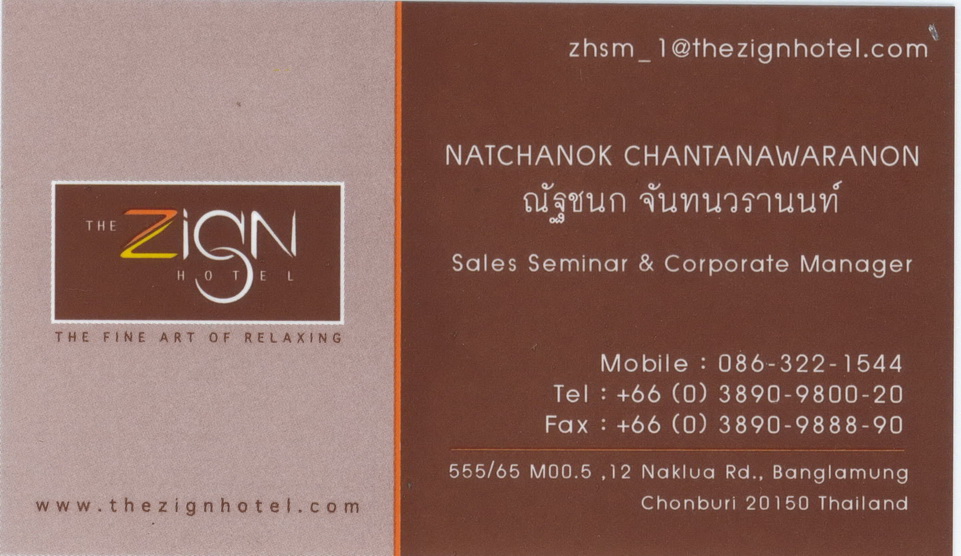 THE Zign
HOTEL
THE FINE ART OF RELAXING
www.thezignhotel.com
zhsm_1@thezignhotel.com
NATCHANOK CHANTANAWARANON
ณัฐชนก จันทนวรานนท์
Sales Seminar & Corporate Manager
Mobile : 086-322-1544
Tel : +66 (0) 3890-9800-20
Fax : +66 (0) 3890-9888-90
555/65 M00.5 ,12 Naklua Rd., Banglamung
Chonburi 20150 Thailand